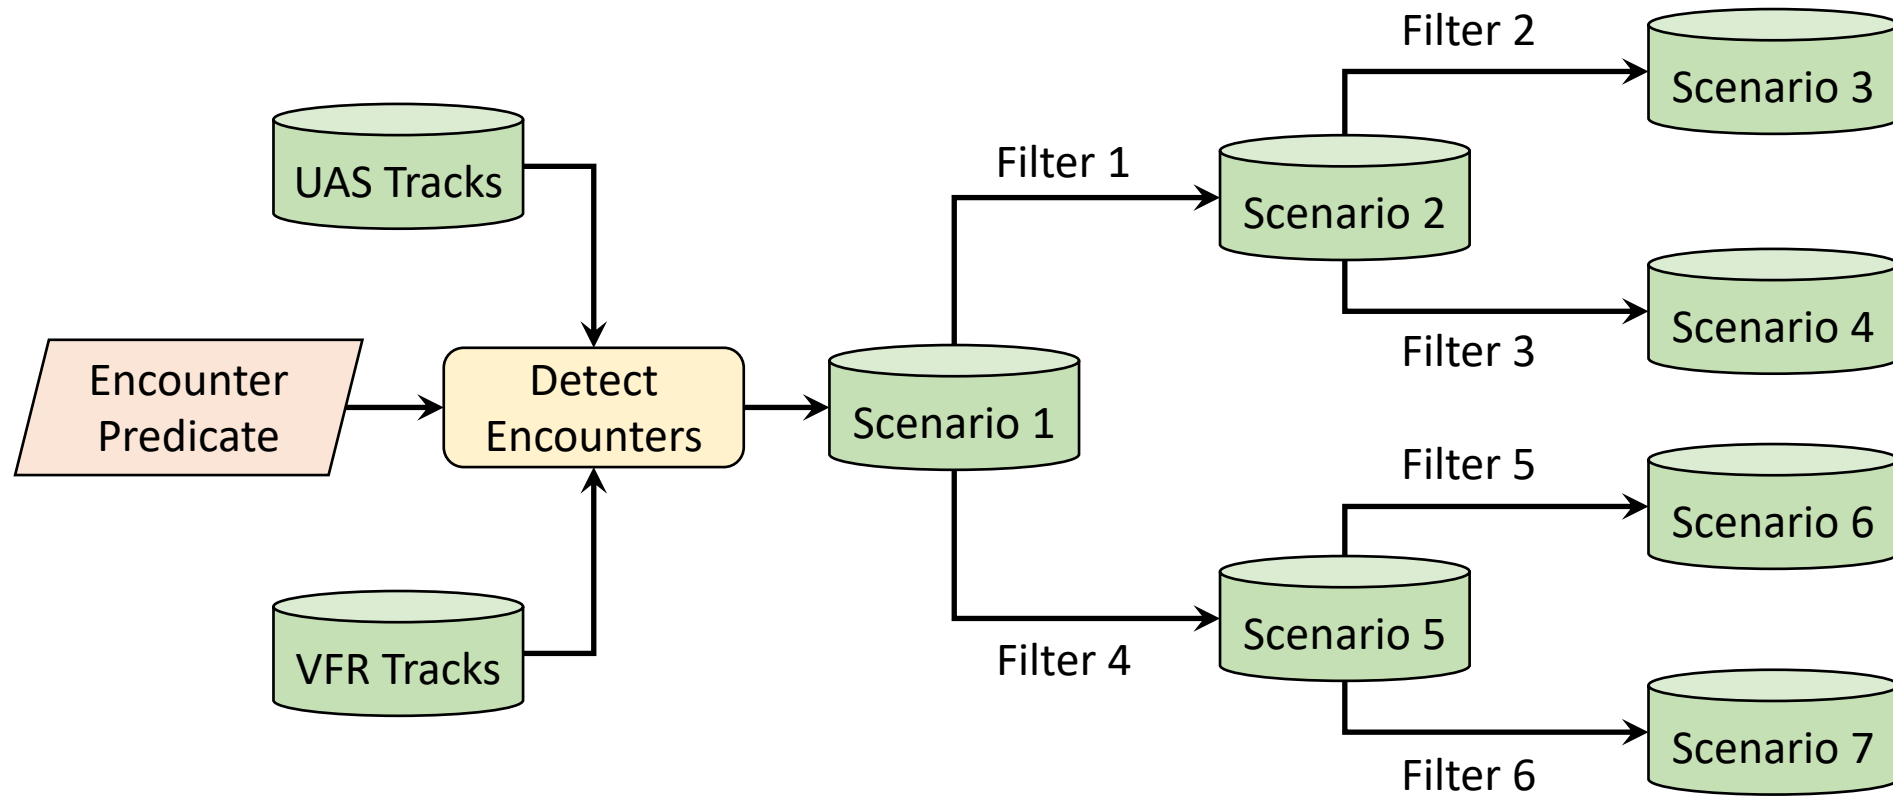 UAS Tracks
Encounter
Predicate
Detect
Encounters
VFR Tracks
Scenario 1
Filter 1
Scenario 2
Filter 2
Scenario 3
Filter 3
Scenario 4
Filter 4
Scenario 5
Filter 5
Scenario 6
Filter 6
Scenario 7